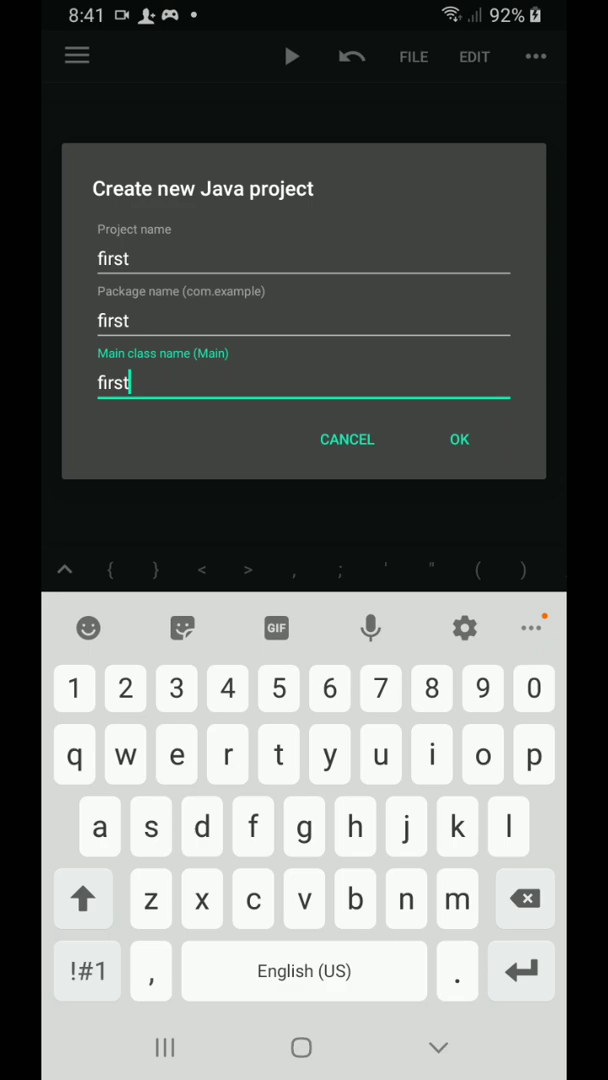 8:41 92%
FILE EDIT
Create new Java project
Project name
first
Package name (com.example)
first
Main class name (Main)
first
CANCEL OK
{ } < > , ; ' " ( )
GIF
1 2 3 4 5 6 7 8 9 0
q w e r t y u i o p
a s d f g h j k l
z x c v b n m
!#1 , English (US) .